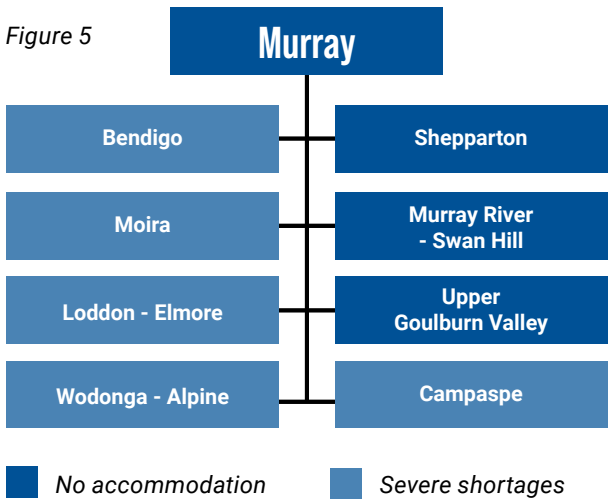 Figure 5
Murray
Bendigo
Shepparton
Moira
Murray River
- Swan Hill
Loddon - Elmore
Upper
Goulburn Valley
Wodonga - Alpine
Campaspe
No accommodation
Severe shortages